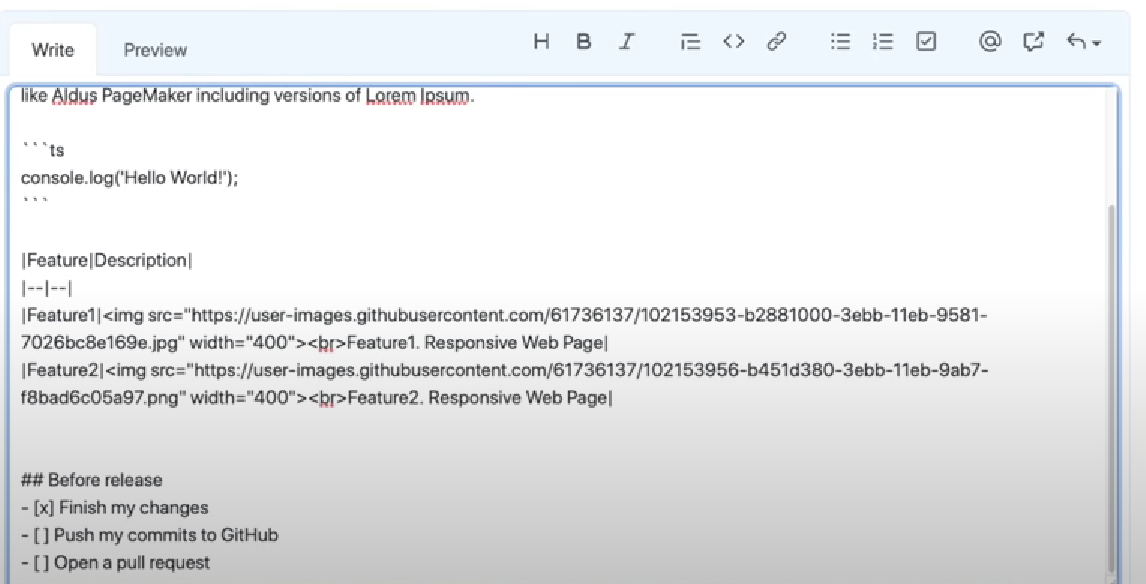 Write Preview
like Aldus PageMaker including versions of Lorem Ipsum.
```ts
console.log('Hello World!');
```
|Feature|Description|
|--|--|
|Feature1|<img src="https://user-images.githubusercontent.com/61736137/102153953-b2881000-3ebb-11eb-9581-
7026bc8e169e.jpg" width="400"><br>Feature1. Responsive Web Page|
|Feature2|<img src="https://user-images.githubusercontent.com/61736137/102153956-b451d380-3ebb-11eb-9ab7-
f8bad6c05a97.png" width="400"><br>Feature2. Responsive Web Page|
## Before release
- [x] Finish my changes
- [ ] Push my commits to GitHub
- [ ] Open a pull request